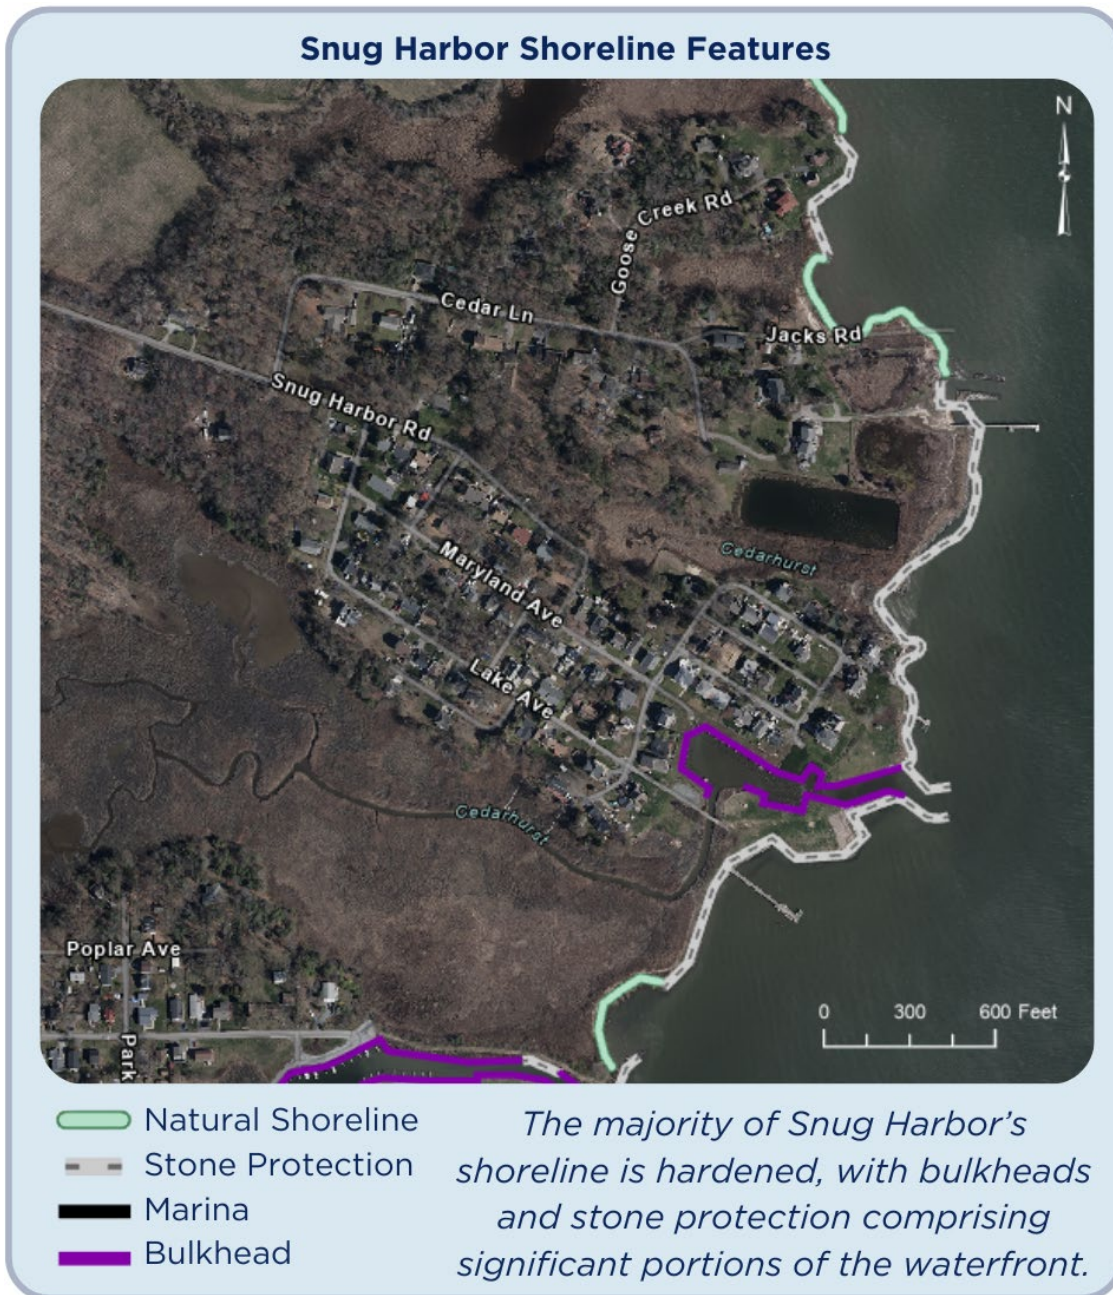 Snug Harbor Shoreline Features
N
Goose Creek Rd
Cedar Ln
Jacks Rd
Snug Harbor Rd
Cedarhurst
Maryland Ave
Lake Ave
Cedarhurst
Poplar Ave
Park
0 300 600 Feet
Natural Shoreline
Stone Protection
Marina
Bulkhead
The majority of Snug Harbor's
shoreline is hardened, with bulkheads
and stone protection comprising
significant portions of the waterfront.